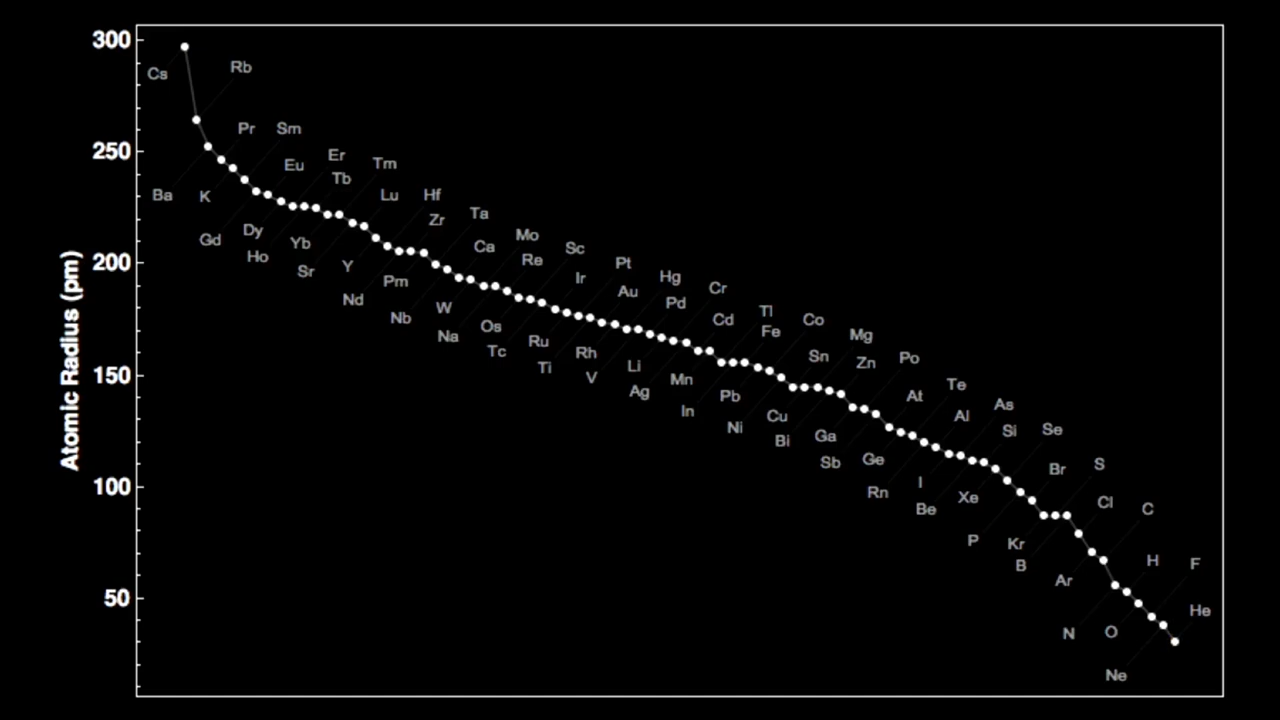 300
250
200
150
100
50
Atomic Radius (pm)
Cs
Rb
Ba
K
Pr
Sm
Gd
Eu
Dy
Ho
Er
Tb
Yb
Sr
Tm
Lu
Y
Nd
Hf
Zr
Pm
Nb
Ta
Ca
W
Na
Mo
Re
Os
Tc
Sc
Ir
Ru
Ti
Pt
Au
Rh
V
Hg
Pd
Li
Ag
Cr
Cd
Mn
In
Tl
Fe
Pb
Ni
Co
Sn
Cu
Bi
Mg
Zn
Ga
Sb
Po
At
Ge
Rn
Te
Al
I
Be
As
Si
Xe
P
Se
Br
Kr
B
S
Cl
Ar
C
H
N
O
F
He
Ne